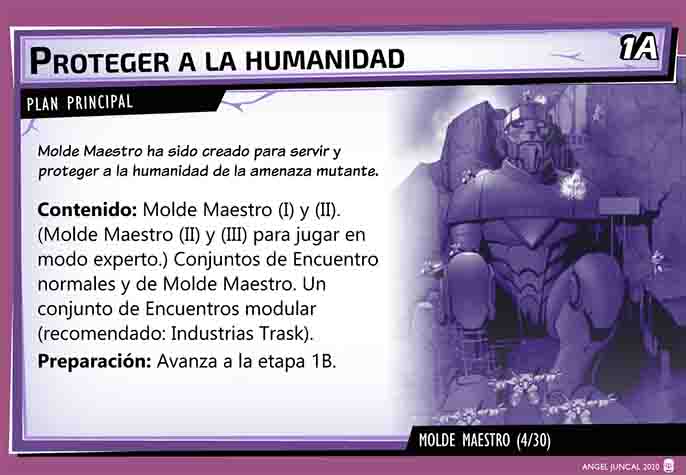 PROTEGER A LA HUMANIDAD
1A
PLAN PRINCIPAL
Molde Maestro ha sido creado para servir y
proteger a la humanidad de la amenaza mutante.
Contenido: Molde Maestro (I) y (II).
(Molde Maestro (II) y (III) para jugar en
modo experto.) Conjuntos de Encuentro
normales y de Molde Maestro. Un
conjunto de Encuentros modular
(recomendado: Industrias Trask).
Preparación: Avanza a la etapa 1B.
MOLDE MAESTRO (4/30)
ANGEL JUNCAL 2020